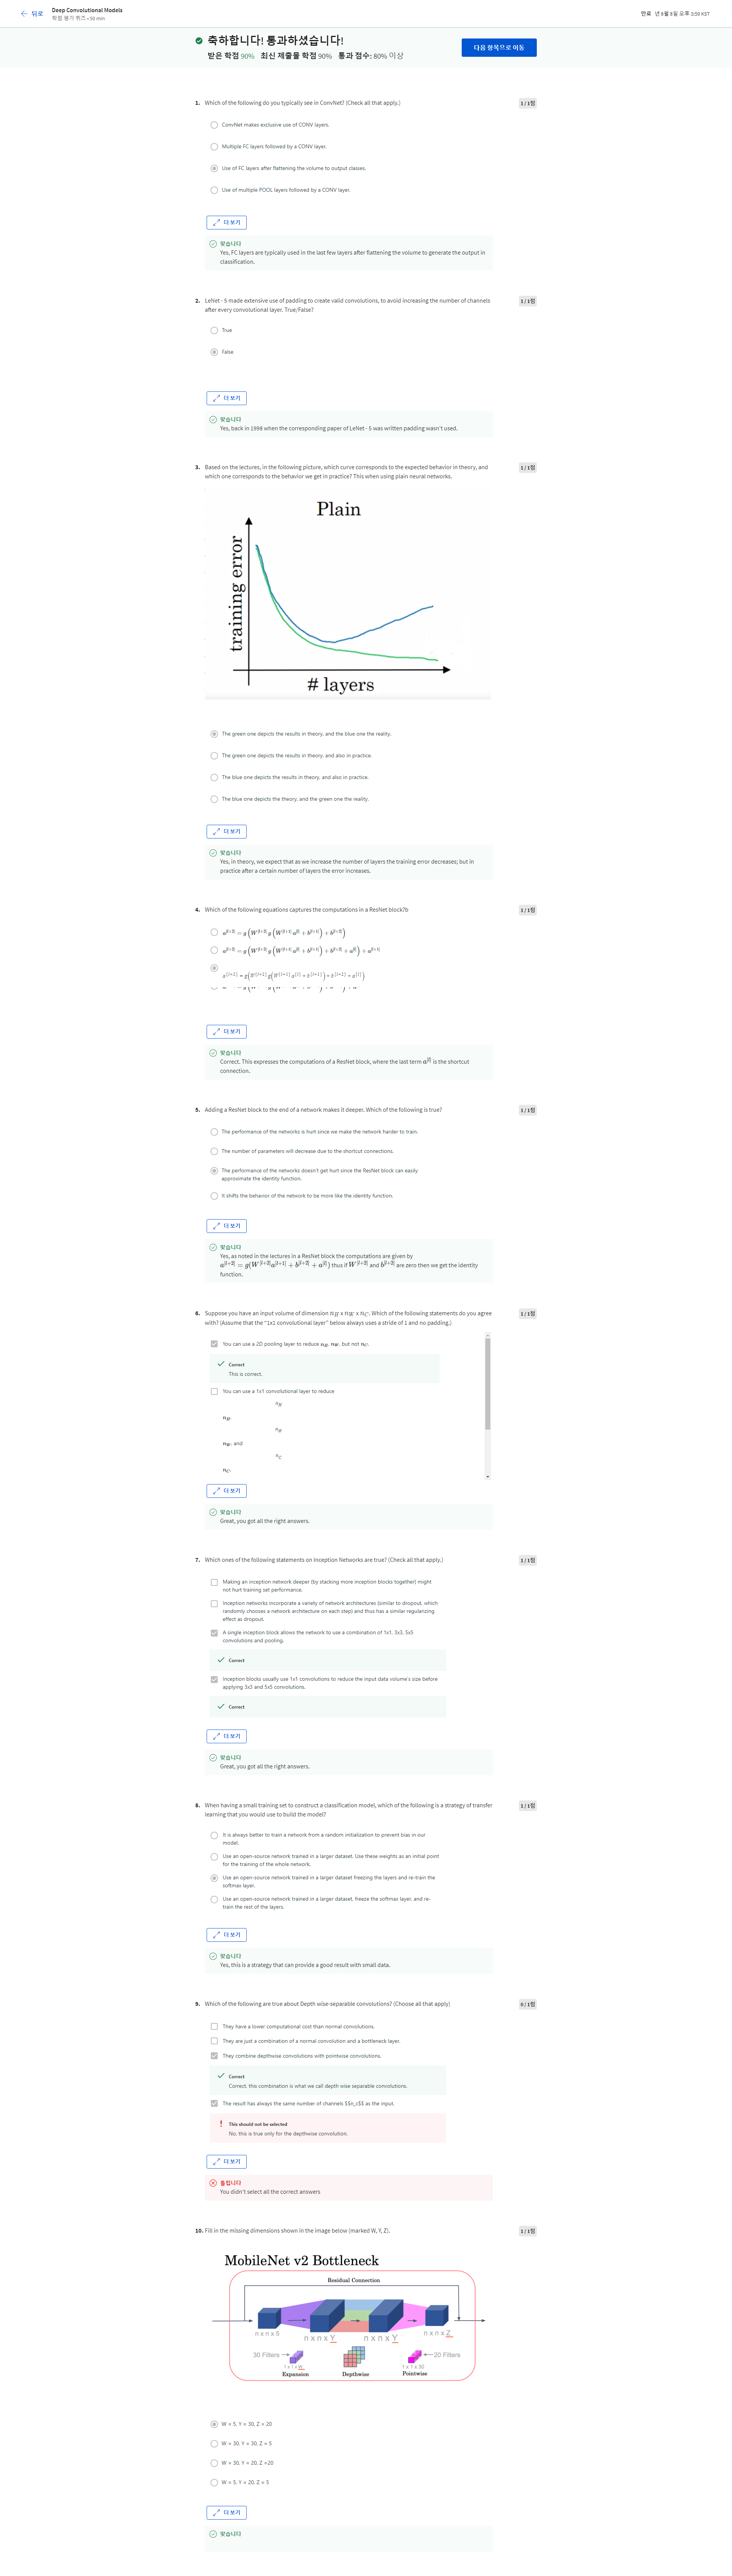 뒤로
Deep Convolutional Models
학점 평가 퀴즈 • 50 min
만료 년 8월 8일 오후 3:59 KST
축하합니다! 통과하셨습니다!
받은 학점 90% 최신 제출물 학점 90% 통과 점수: 80% 이상
다음 항목으로 이동
1. Which of the following do you typically see in ConvNet? (Check all that apply.)
1 / 1점
ConvNet makes exclusive use of CONV layers.
Multiple FC layers followed by a CONV layer.
Use of FC layers after flattening the volume to output classes.
Use of multiple POOL layers followed by a CONV layer.
더 보기
맞습니다
Yes, FC layers are typically used in the last few layers after flattening the volume to generate the output in
classification.
2. LeNet - 5 made extensive use of padding to create valid convolutions, to avoid increasing the number of channels
after every convolutional layer. True/False?
1 / 1점
True
False
더 보기
맞습니다
Yes, back in 1998 when the corresponding paper of LeNet - 5 was written padding wasn't used.
3. Based on the lectures, in the following picture, which curve corresponds to the expected behavior in theory, and
which one corresponds to the behavior we get in practice? This when using plain neural networks.
1 / 1점
Plain
training error
# layers
The green one depicts the results in theory, and the blue one the reality.
The green one depicts the results in theory, and also in practice.
The blue one depicts the results in theory, and also in practice.
The blue one depicts the theory, and the green one the reality.
더 보기
맞습니다
Yes, in theory, we expect that as we increase the number of layers the training error decreases; but in
practice after a certain number of layers the error increases.
4. Which of the following equations captures the computations in a ResNet block?b
1 / 1점
a^[l+2] = g(W^[l+2] g(W^[l+1] a^[l] + b^[l+1]) + b^[l+2])
a^[l+2] = g(W^[l+2] g(W^[l+1] a^[l] + b^[l+1]) + b^[l+2] + a^[l]) + a^[l+1]
a^[l+2] = g(W^[l+2] g(W^[l+1] a^[l] + b^[l+1]) + b^[l+2] + a^[l])
더 보기
맞습니다
Correct. This expresses the computations of a ResNet block, where the last term a^[l] is the shortcut
connection.
5. Adding a ResNet block to the end of a network makes it deeper. Which of the following is true?
1 / 1점
The performance of the networks is hurt since we make the network harder to train.
The number of parameters will decrease due to the shortcut connections.
The performance of the networks doesn't get hurt since the ResNet block can easily
approximate the identity function.
It shifts the behavior of the network to be more like the identity function.
더 보기
맞습니다
Yes, as noted in the lectures in a ResNet block the computations are given by
a^[l+2] = g(W^[l+2]a^[l+1] + b^[l+2] + a^[l]) thus if W^[l+2] and b^[l+2] are zero then we get the identity
function.
6. Suppose you have an input volume of dimension n_H x n_W x n_C. Which of the following statements do you agree
with? (Assume that the "1x1 convolutional layer" below always uses a stride of 1 and no padding.)
1 / 1점
You can use a 2D pooling layer to reduce n_H, n_W, but not n_C.
Correct
This is correct.
You can use a 1x1 convolutional layer to reduce
n_H
n_H,
n_W
n_W, and
n_C
n_C.
더 보기
맞습니다
Great, you got all the right answers.
7. Which ones of the following statements on Inception Networks are true? (Check all that apply.)
1 / 1점
Making an inception network deeper (by stacking more inception blocks together) might
not hurt training set performance.
Inception networks incorporate a variety of network architectures (similar to dropout, which
randomly chooses a network architecture on each step) and thus has a similar regularizing
effect as dropout.
A single inception block allows the network to use a combination of 1x1, 3x3, 5x5
convolutions and pooling.
Correct
Inception blocks usually use 1x1 convolutions to reduce the input data volume's size before
applying 3x3 and 5x5 convolutions.
Correct
더 보기
맞습니다
Great, you got all the right answers.
8. When having a small training set to construct a classification model, which of the following is a strategy of transfer
learning that you would use to build the model?
1 / 1점
It is always better to train a network from a random initialization to prevent bias in our
model.
Use an open-source network trained in a larger dataset. Use these weights as an initial point
for the training of the whole network.
Use an open-source network trained in a larger dataset freezing the layers and re-train the
softmax layer.
Use an open-source network trained in a larger dataset, freeze the softmax layer, and re-
train the rest of the layers.
더 보기
맞습니다
Yes, this is a strategy that can provide a good result with small data.
9. Which of the following are true about Depth wise-separable convolutions? (Choose all that apply)
0 / 1점
They have a lower computational cost than normal convolutions.
They are just a combination of a normal convolution and a bottleneck layer.
They combine depthwise convolutions with pointwise convolutions.
Correct
Correct, this combination is what we call depth wise separable convolutions.
The result has always the same number of channels $$n_c$$ as the input.
This should not be selected
No, this is true only for the depthwise convolution.
더 보기
틀립니다
You didn't select all the correct answers
10. Fill in the missing dimensions shown in the image below (marked W, Y, Z).
1 / 1점
MobileNet v2 Bottleneck
Residual Connection
n x n x 5
n x n x Y
n x n x Y
n x n x Z
30 Filters
1 x 1 x W
20 Filters
1 x 1 x 30
Expansion
Depthwise
Pointwise
W = 5, Y = 30, Z = 20
W = 30, Y = 30, Z = 5
W = 30, Y = 20, Z =20
W = 5, Y = 20, Z = 5
더 보기
맞습니다